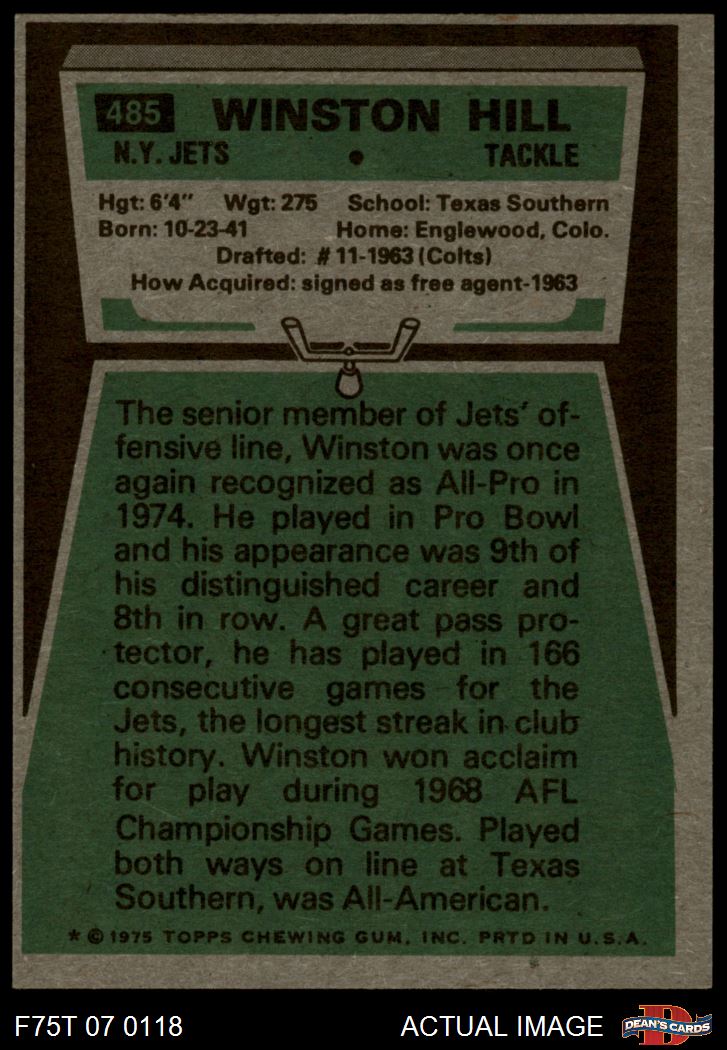 485 WINSTON HILL
N.Y. JETS • TACKLE
Hgt: 6'4" Wgt: 275 School: Texas Southern
Born: 10-23-41 Home: Englewood, Colo.
Drafted: #11-1963 (Colts)
How Acquired: signed as free agent-1963
The senior member of Jets' of-
fensive line, Winston was once
again recognized as All-Pro in
1974. He played in Pro Bowl
and his appearance was 9th of
his distinguished career and
8th in row. A great pass pro-
tector, he has played in 166
consecutive games for the
Jets, the longest streak in club
history. Winston won acclaim
for play during 1968 AFL
Championship Games. Played
both ways on line at Texas
Southern, was All-American.
* © 1975 TOPPS CHEWING GUM, INC. PRTD IN U.S.A.
F75T 07 0118 ACTUAL IMAGE
D
DEAN'S CARDS